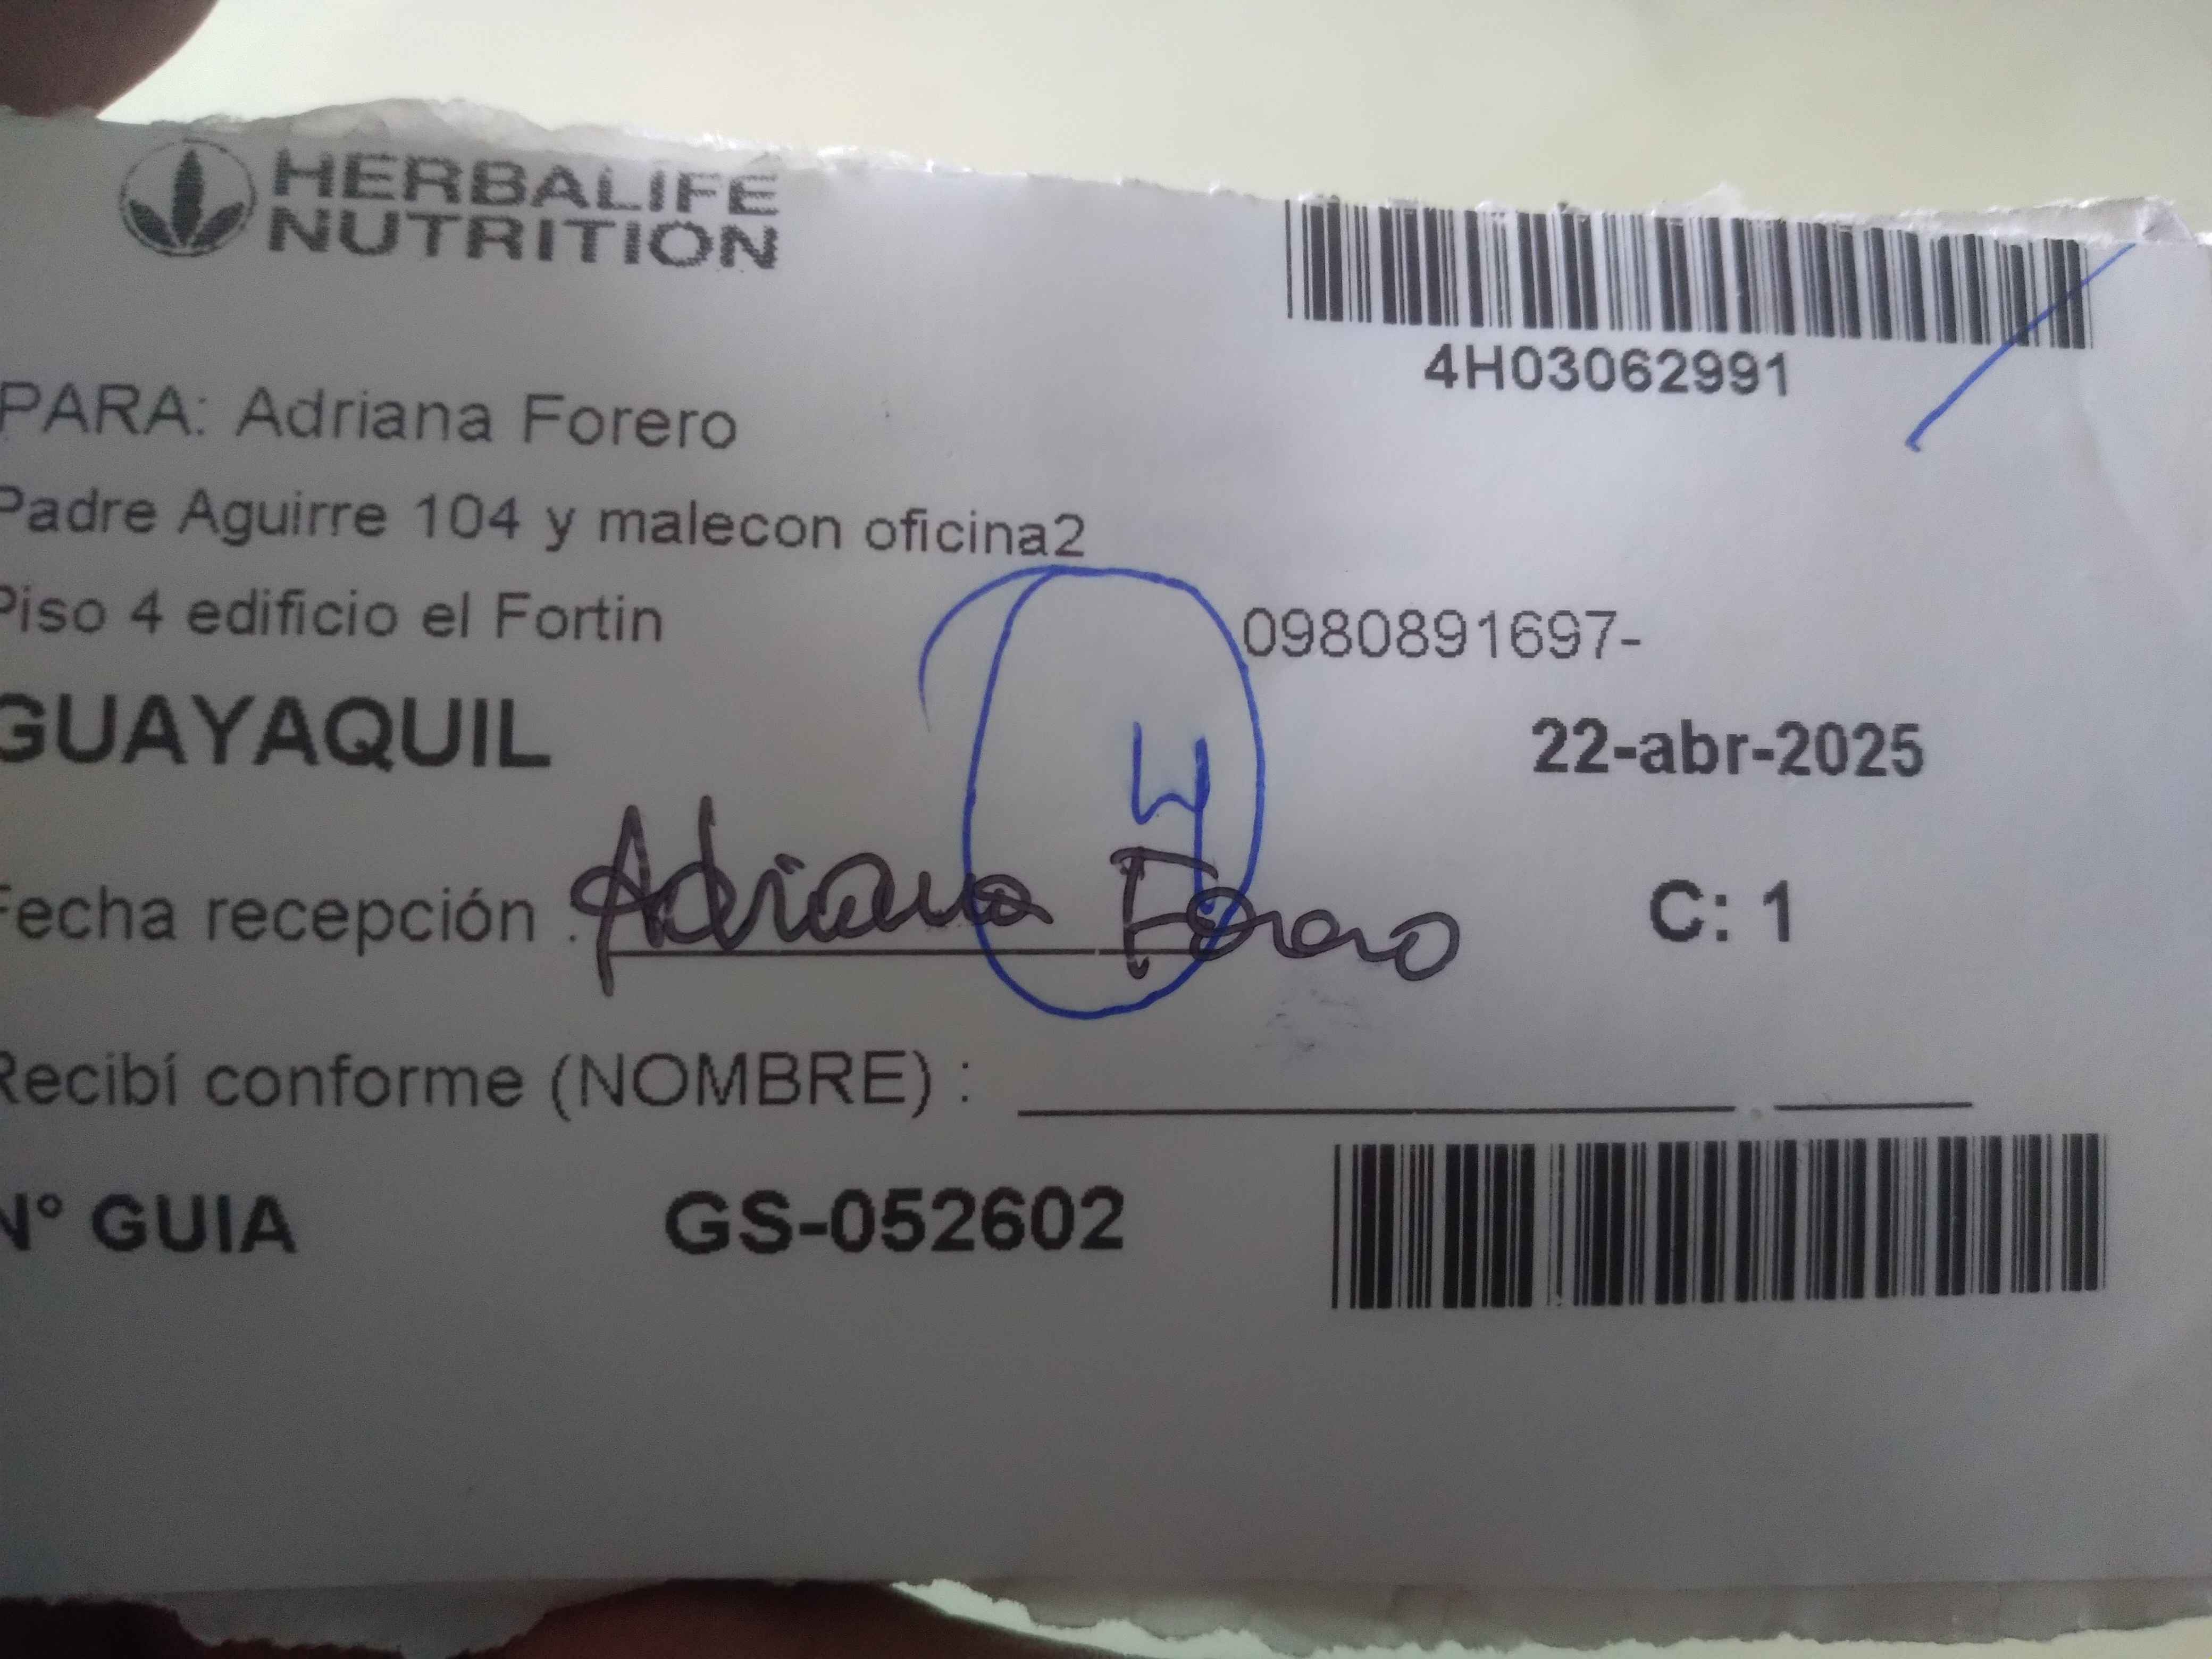 HERBALIFE
NUTRITION
4H03062991
PARA: Adriana Forero
Padre Aguirre 104 y malecon oficina2
Piso 4 edificio el Fortin
0980891697-
GUAYAQUIL
22-abr-2025
4
Fecha recepción : Adriana Forero
C: 1
Recibí conforme (NOMBRE) :
N° GUIA GS-052602